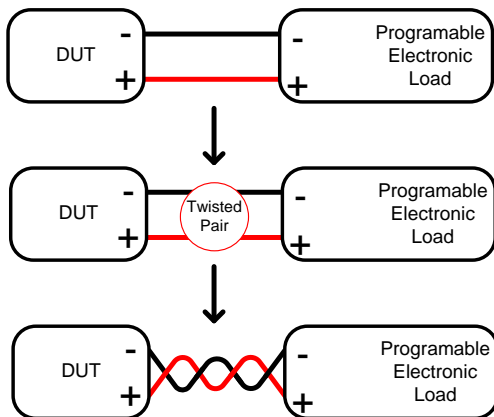 DUT
-
+
-
+
Programable
Electronic
Load
DUT
-
+
Twisted
Pair
-
+
Programable
Electronic
Load
DUT
-
+
-
+
Programable
Electronic
Load